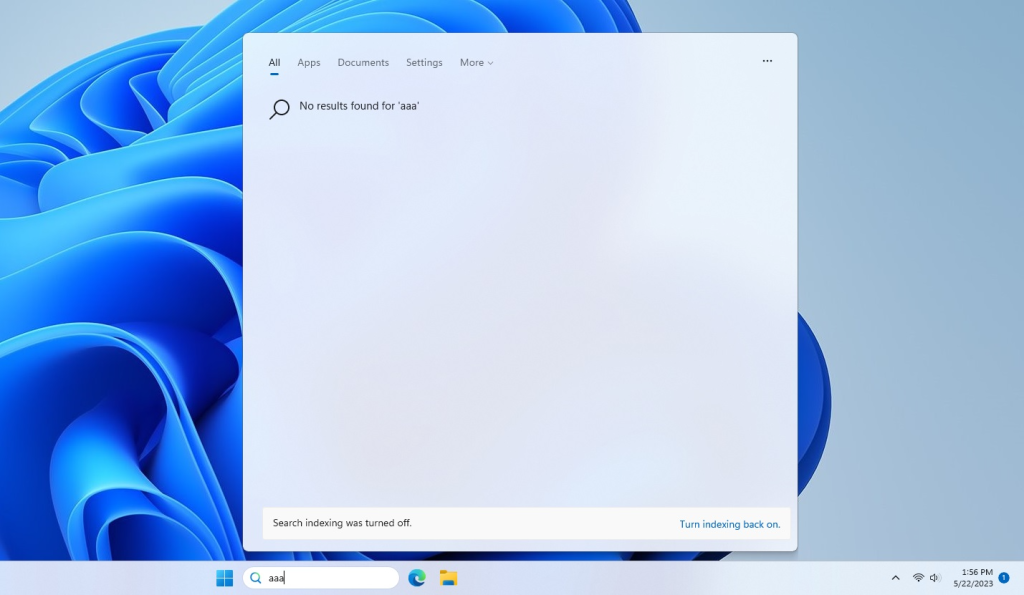 All Apps Documents Settings More
No results found for 'aaa'
Search indexing was turned off. Turn indexing back on.
aaa
1:56 PM
5/22/2023
1